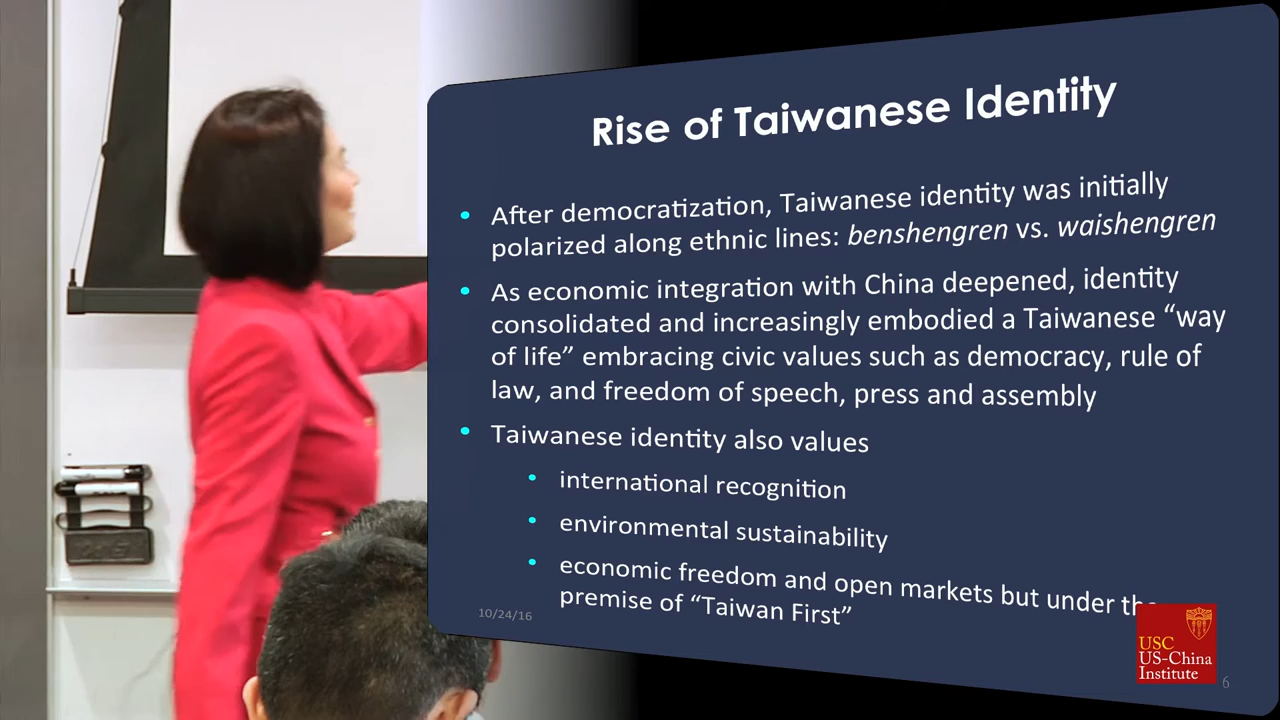 Rise of Taiwanese Identity
• After democratization, Taiwanese identity was initially
polarized along ethnic lines: benshengren vs. waishengren
• As economic integration with China deepened, identity
consolidated and increasingly embodied a Taiwanese “way
of life” embracing civic values such as democracy, rule of
law, and freedom of speech, press and assembly
• Taiwanese identity also values
• international recognition
• environmental sustainability
• economic freedom and open markets but under the
premise of “Taiwan First”
10/24/16
USC
US-China
Institute
6